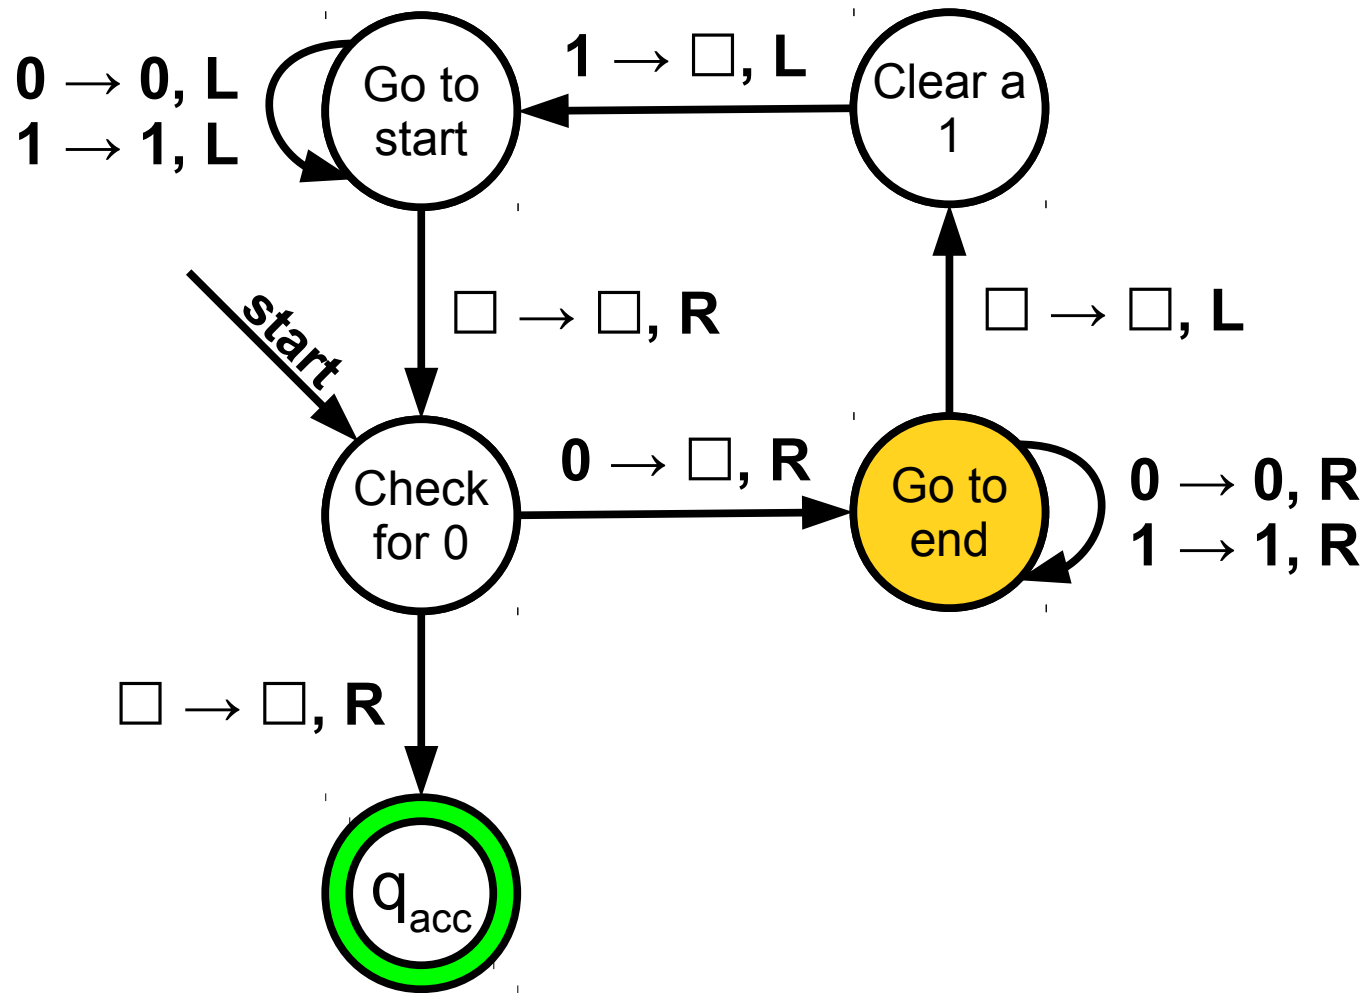 0 → 0, L
1 → 1, L
Go to
start
1 → □, L
Clear a
1
start
□ → □, R
□ → □, L
Check
for 0
0 → □, R
Go to
end
0 → 0, R
1 → 1, R
□ → □, R
qacc